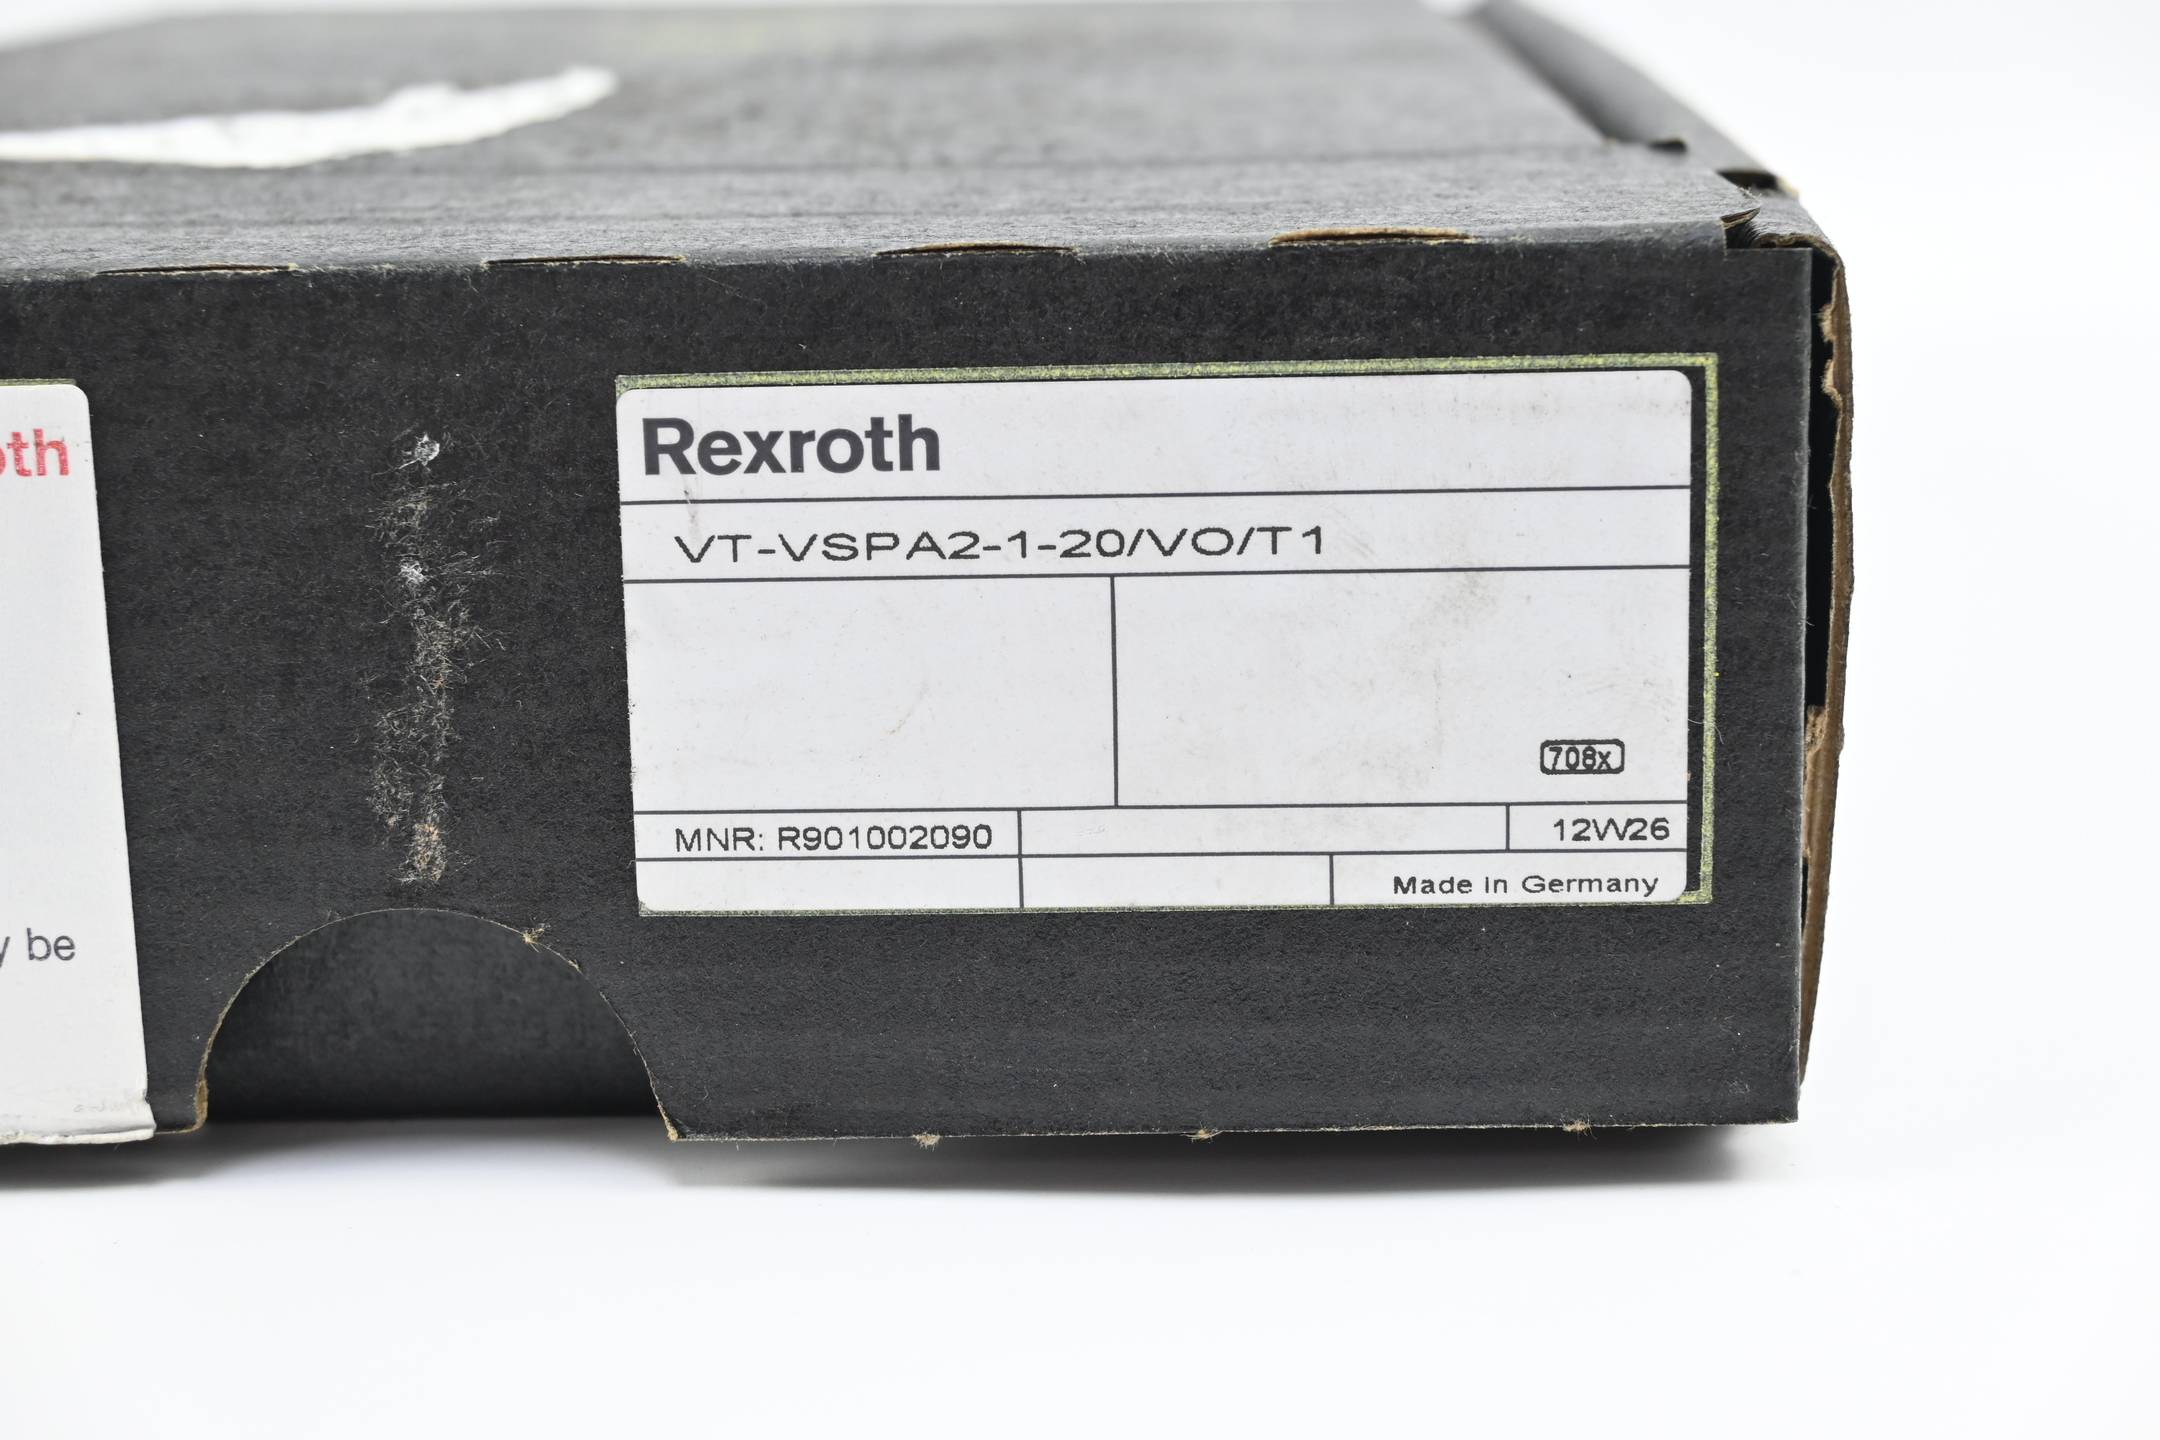 oth
y be
Rexroth
VT-VSPA2-1-20/VO/T1
708x
MNR: R901002090
12W26
Made in Germany